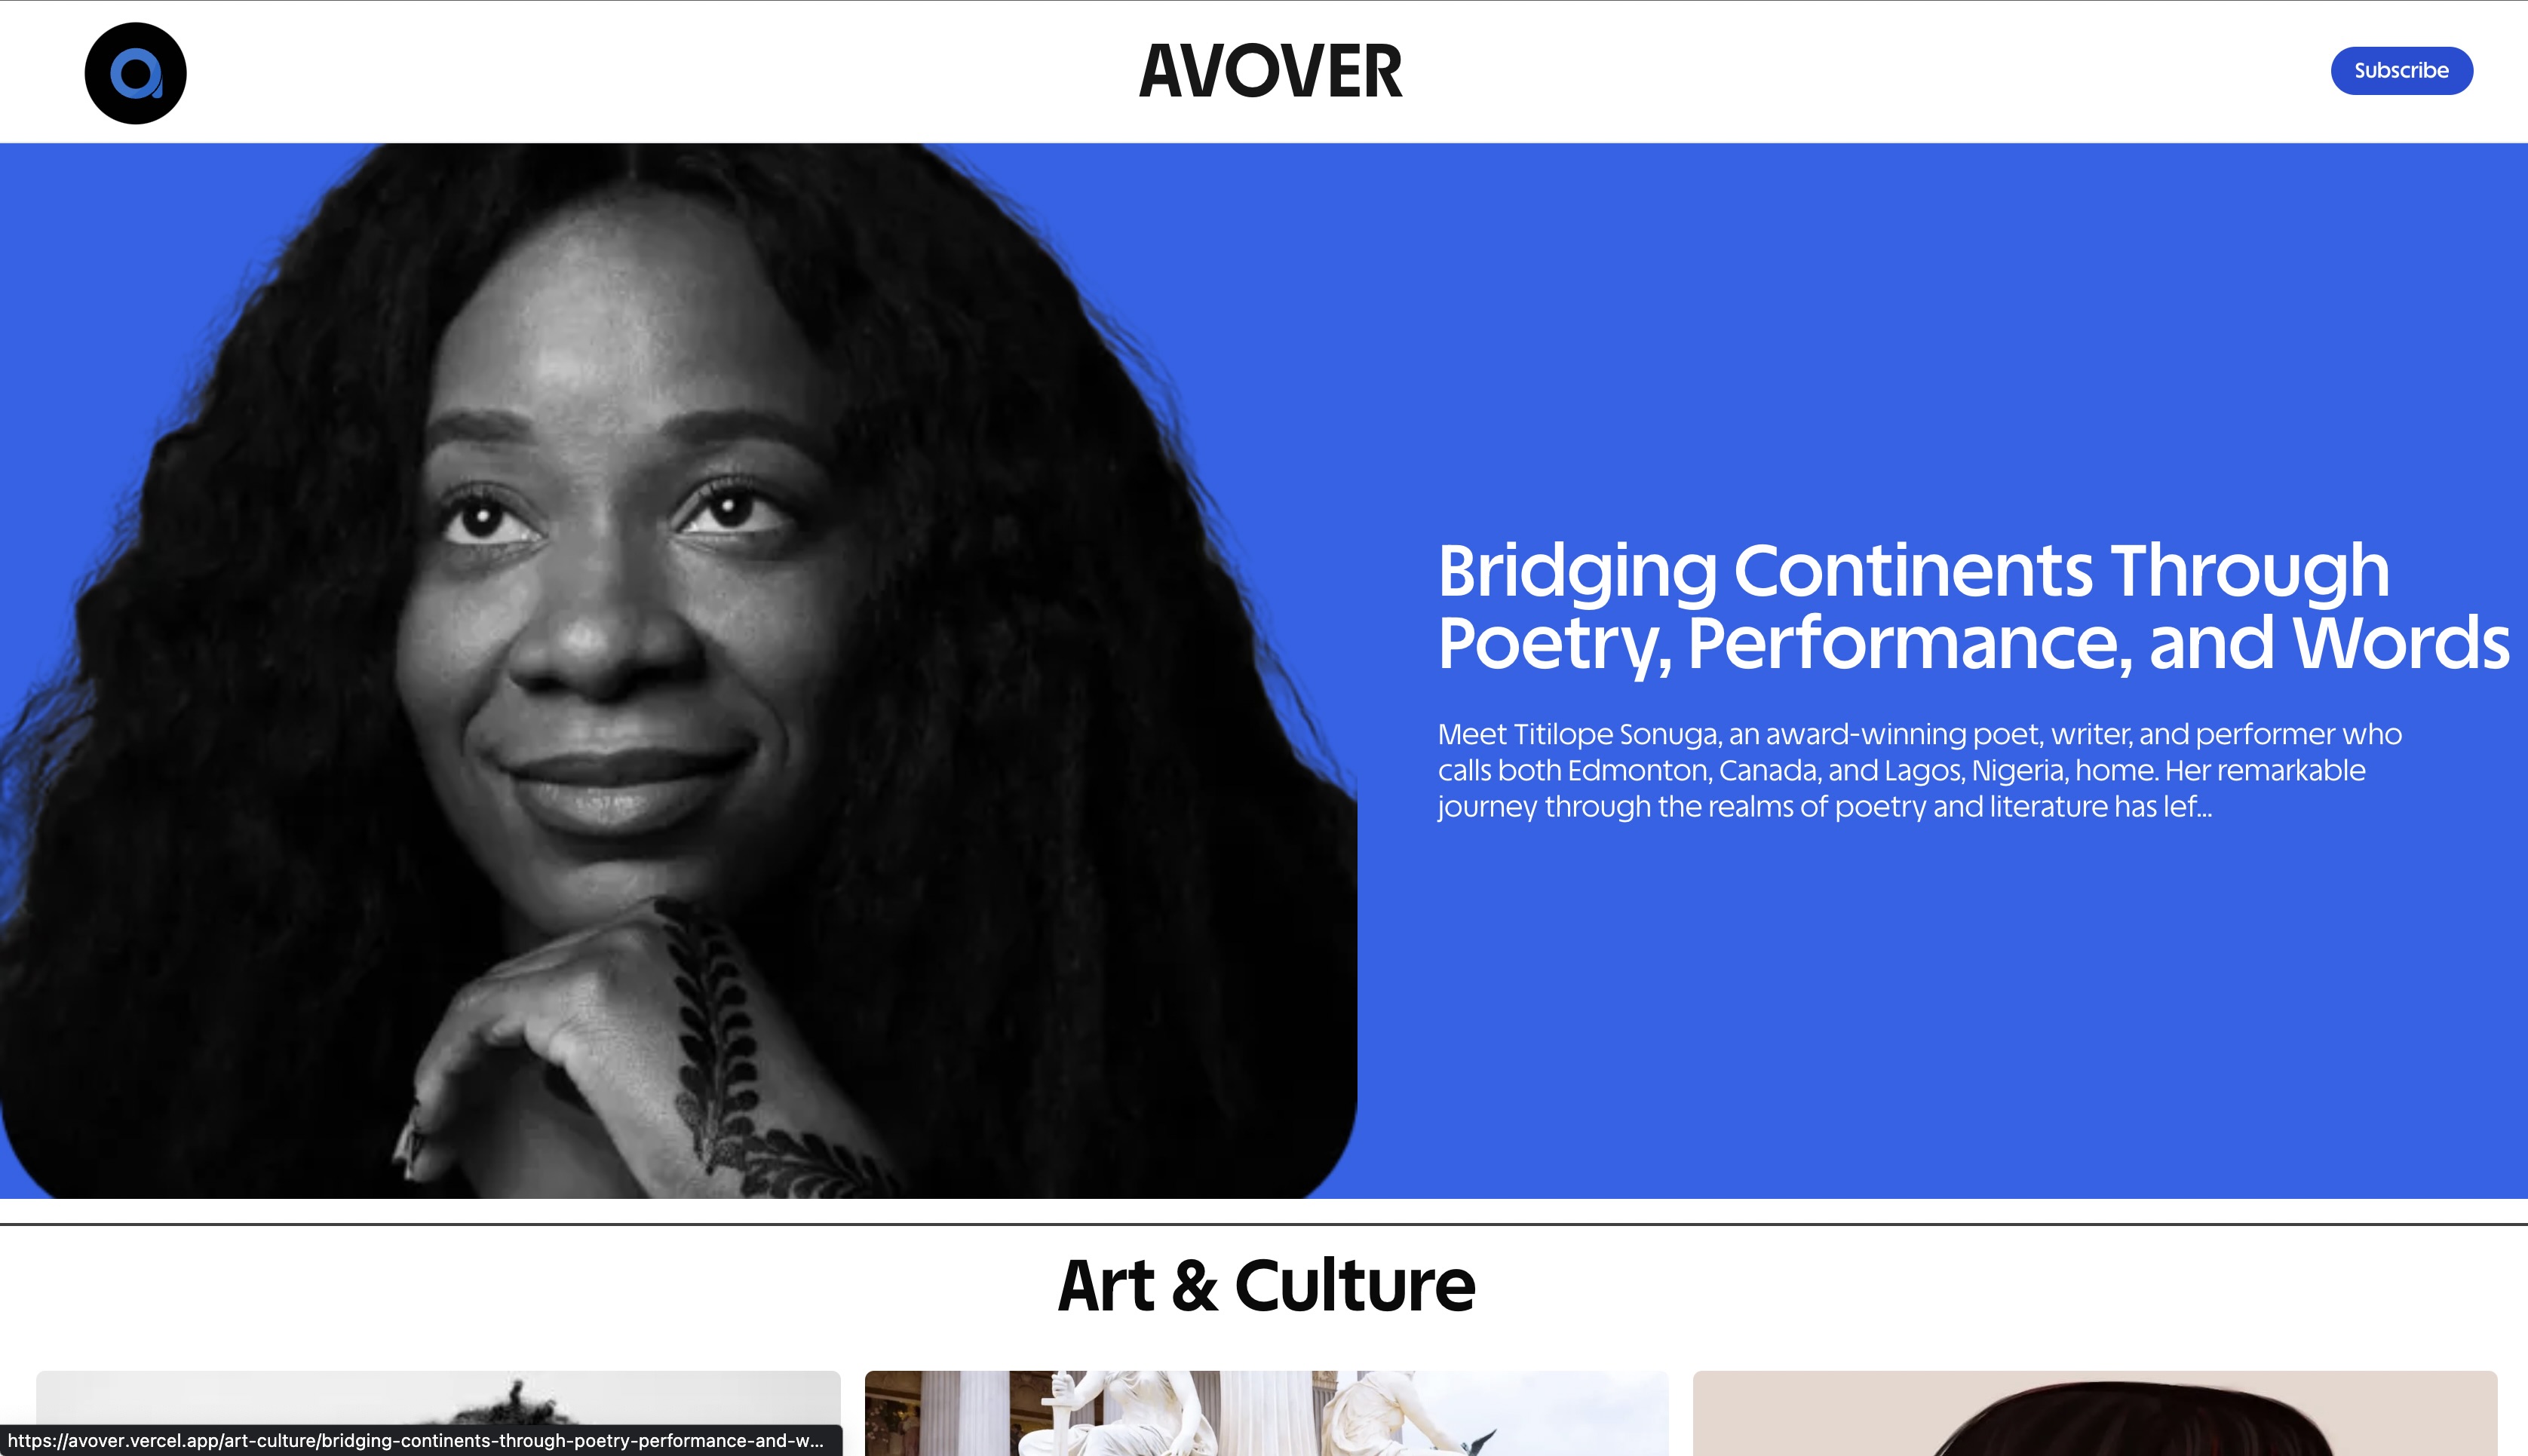 a
AVOVER
Subscribe
Bridging Continents Through
Poetry, Performance, and Words
Meet Titilope Sonuga, an award-winning poet, writer, and performer who
calls both Edmonton, Canada, and Lagos, Nigeria, home. Her remarkable
journey through the realms of poetry and literature has lef...
Art & Culture
https://avover.vercel.app/art-culture/bridging-continents-through-poetry-performance-and-w...